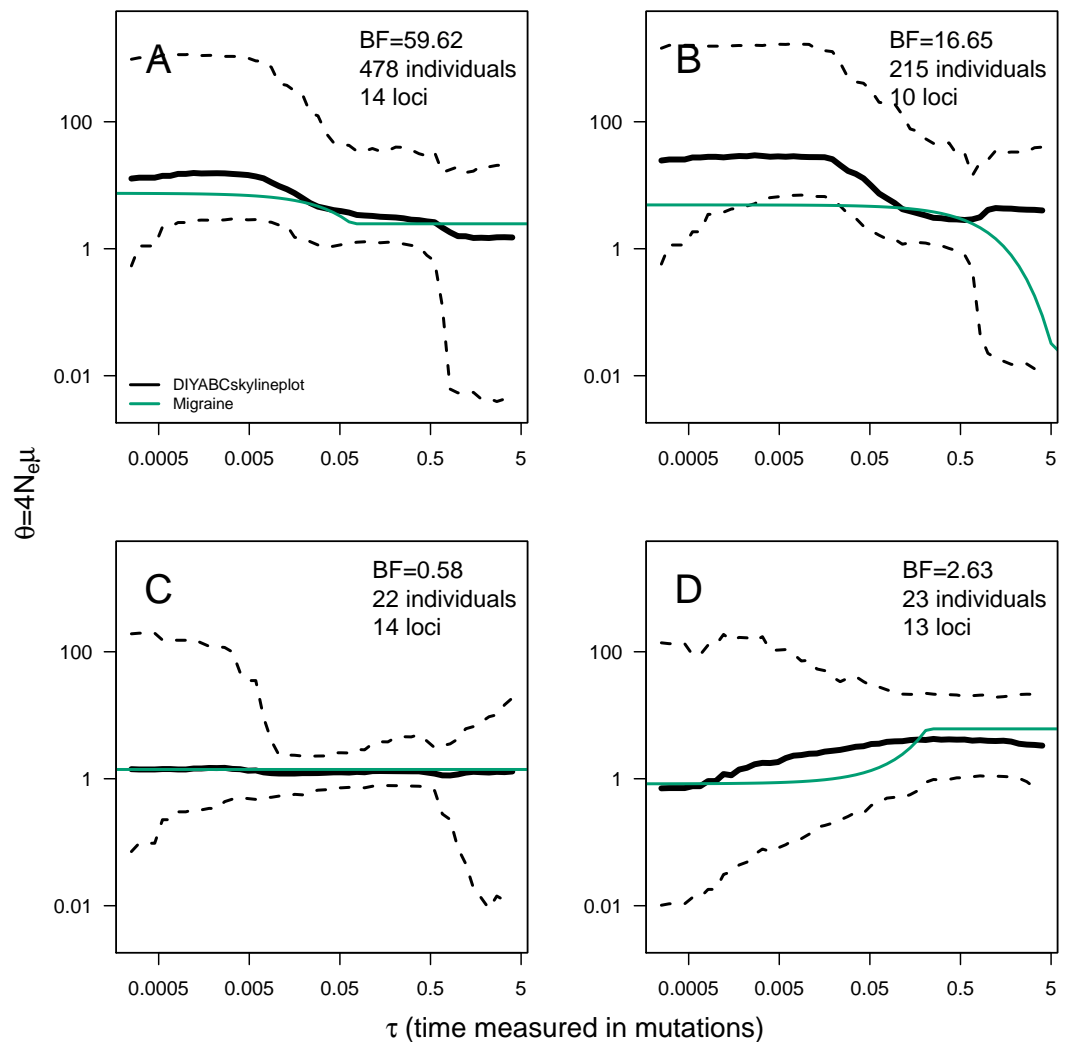 A
BF=59.62
478 individuals
14 loci
100
1
0.01
DIYABCskylineplot
Migraine
0.0005 0.005 0.05 0.5 5
B
BF=16.65
215 individuals
10 loci
100
1
0.01
0.0005 0.005 0.05 0.5 5
θ=4Nₑμ
C
BF=0.58
22 individuals
14 loci
100
1
0.01
0.0005 0.005 0.05 0.5 5
D
BF=2.63
23 individuals
13 loci
100
1
0.01
0.0005 0.005 0.05 0.5 5
τ (time measured in mutations)